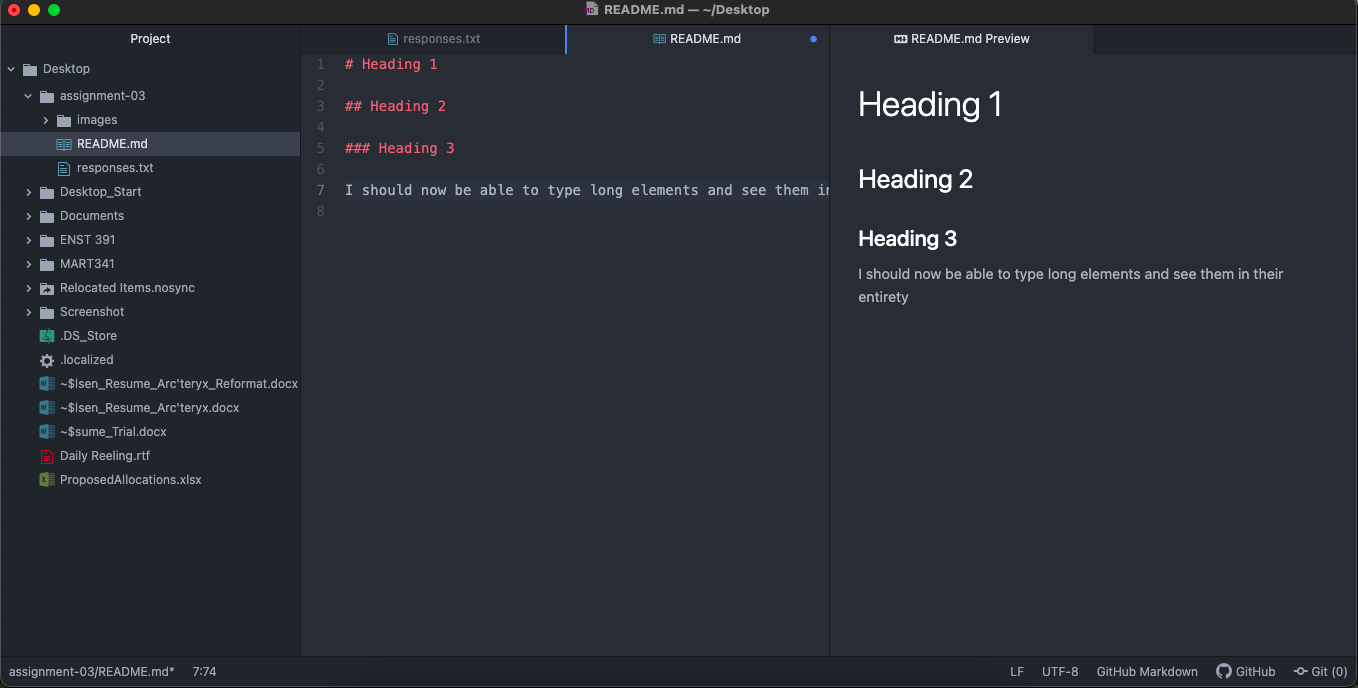 README.md — ~/Desktop
Project
Desktop
assignment-03
images
README.md
responses.txt
Desktop_Start
Documents
ENST 391
MART341
Relocated Items.nosync
Screenshot
.DS_Store
.localized
~$lsen_Resume_Arc'teryx_Reformat.docx
~$lsen_Resume_Arc'teryx.docx
~$sume_Trial.docx
Daily Reeling.rtf
ProposedAllocations.xlsx
responses.txt
README.md
1 # Heading 1
2
3 ## Heading 2
4
5 ### Heading 3
6
7 I should now be able to type long elements and see them in
8
README.md Preview
Heading 1
Heading 2
Heading 3
I should now be able to type long elements and see them in their
entirety
assignment-03/README.md* 7:74
LF UTF-8 GitHub Markdown GitHub Git (0)